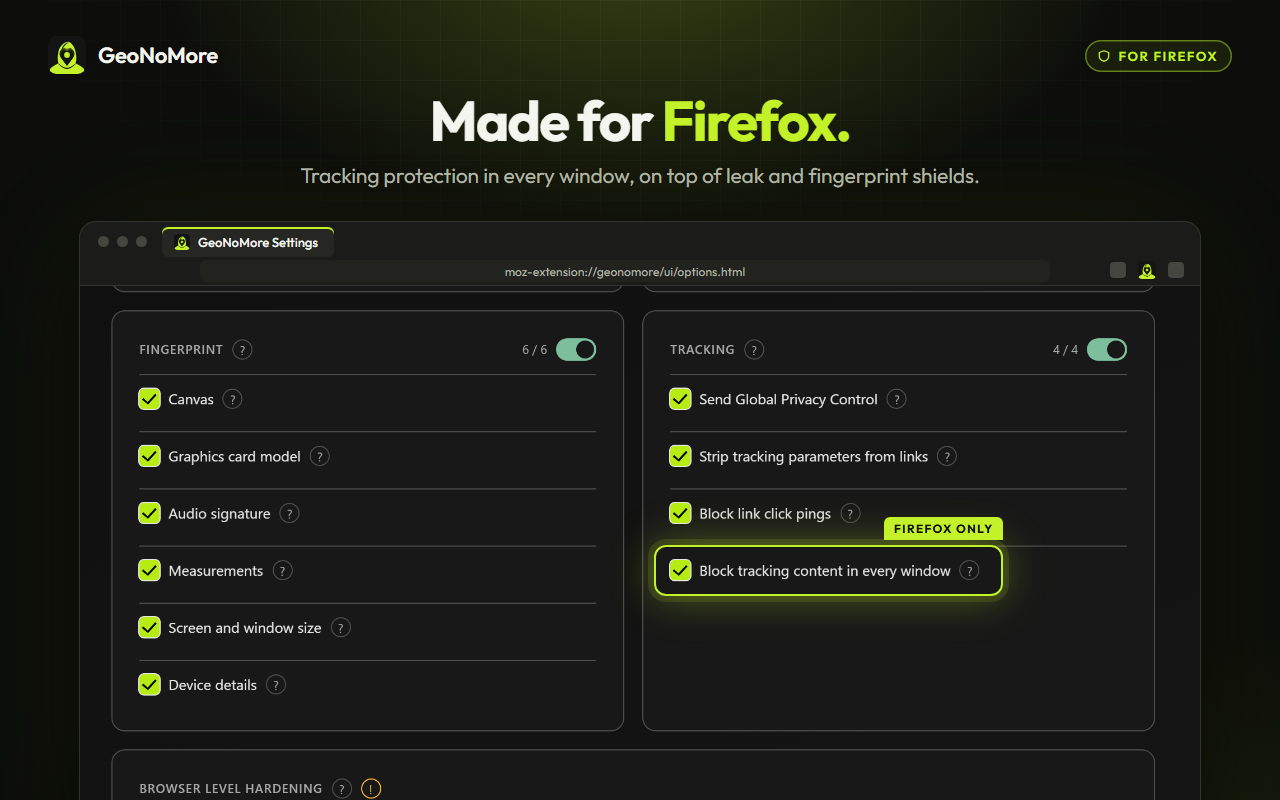 GeoNoMore
FOR FIREFOX
Made for Firefox.
Tracking protection in every window, on top of leak and fingerprint shields.
GeoNoMore Settings
moz-extension://geonomore/ui/options.html
FINGERPRINT ? 6 / 6
Canvas ?
Graphics card model ?
Audio signature ?
Measurements ?
Screen and window size ?
Device details ?
TRACKING ? 4 / 4
Send Global Privacy Control ?
Strip tracking parameters from links ?
Block link click pings ?
FIREFOX ONLY
Block tracking content in every window ?
BROWSER LEVEL HARDENING ? !